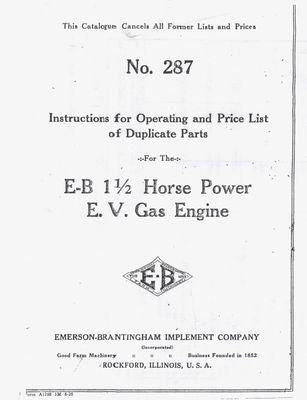 This Catalogue Cancels All Former Lists and Prices
No. 287
Instructions for Operating and Price List
of Duplicate Parts
-:-For The-:-
E-B 1½ Horse Power
E. V. Gas Engine
E-B
EMERSON-BRANTINGHAM IMPLEMENT COMPANY
(Incorporated)
Good Farm Machinery Business Founded in 1852
ROCKFORD, ILLINOIS, U. S. A.